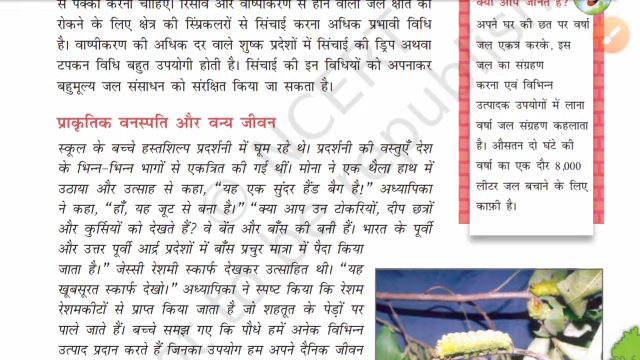 से पक्का करना चाहिए। रिसाव और वाष्पीकरण से होने वाली जल क्षति को
रोकने के लिए क्षेत्र की स्प्रिंकलरों से सिंचाई करना अधिक प्रभावी विधि
है। वाष्पीकरण की अधिक दर वाले शुष्क प्रदेशों में सिंचाई की ड्रिप अथवा
टपकन विधि बहुत उपयोगी होती है। सिंचाई की इन विधियों को अपनाकर
बहुमूल्य जल संसाधन को संरक्षित किया जा सकता है।
प्राकृतिक वनस्पति और वन्य जीवन
स्कूल के बच्चे हस्तशिल्प प्रदर्शनी में घूम रहे थे। प्रदर्शनी की वस्तुएँ देश
के भिन्न-भिन्न भागों से एकत्रित की गई थीं। मोना ने एक थैला हाथ में
उठाया और उत्साह से कहा, “यह एक सुंदर हैंड बैग है!” अध्यापिका
ने कहा, “हाँ, यह जूट से बना है।” “क्या आप उन टोकरियों, दीप छत्रों
और कुर्सियों को देखते हैं? वे बेंत और बाँस की बनी हैं। भारत के पूर्वी
और उत्तर पूर्वी आर्द्र प्रदेशों में बाँस प्रचुर मात्रा में पैदा किया
जाता है।” जेस्सी रेशमी स्कार्फ देखकर उत्साहित थी। “यह
खूबसूरत स्कार्फ देखो।” अध्यापिका ने स्पष्ट किया कि रेशम
रेशमकीटों से प्राप्त किया जाता है जो शहतूत के पेड़ों पर
पाले जाते हैं। बच्चे समझ गए कि पौधे हमें अनेक विभिन्न
उत्पाद प्रदान करते हैं जिनका उपयोग हम अपने दैनिक जीवन
क्या आप जानते हैं?
अपने घर की छत पर वर्षा
जल एकत्र करके, इस
जल का संग्रहण
करना एवं विभिन्न
उत्पादक उपयोगों में लाना
वर्षा जल संग्रहण कहलाता
है। औसतन दो घंटे की
वर्षा का एक दौर 8,000
लीटर जल बचाने के लिए
काफ़ी है।
© NCERT
not to be republished